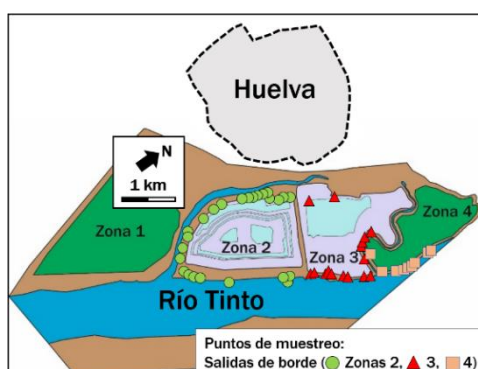 Huelva
N
1 km
Zona 1
Zona 2
Zona 3
Zona 4
Río Tinto
Puntos de muestreo:
Salidas de borde ( Zonas 2, 3, 4)